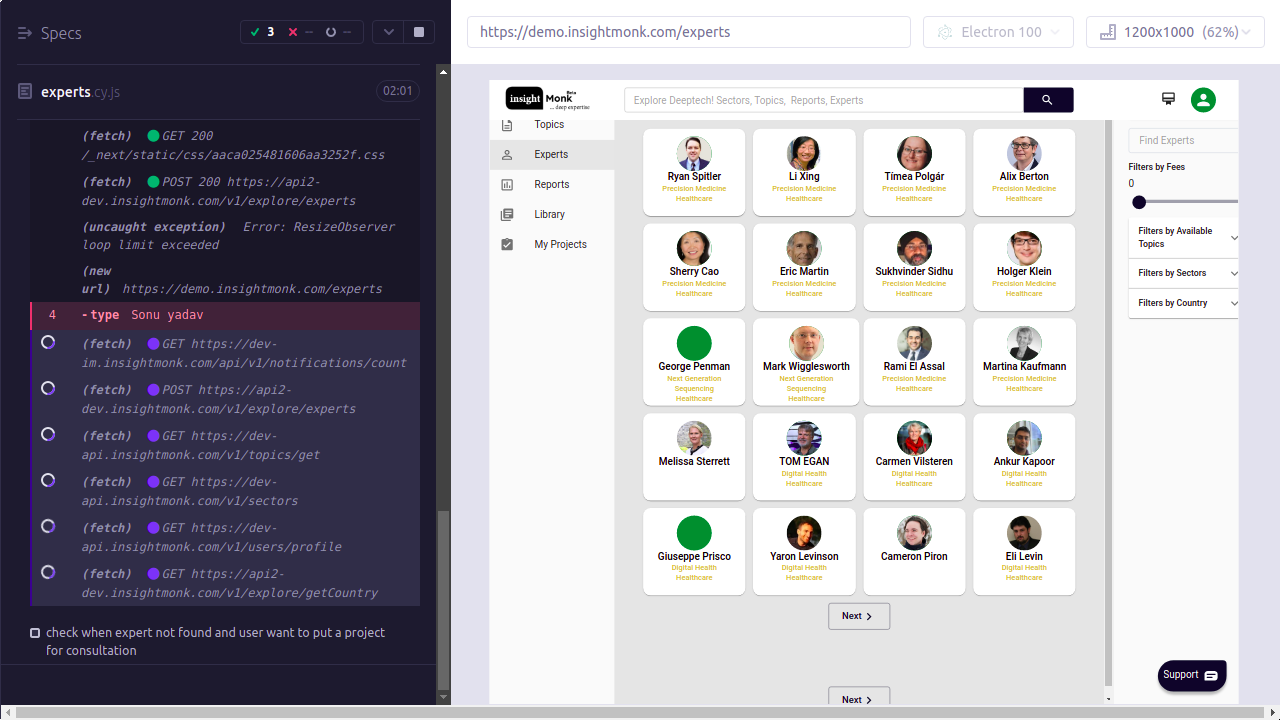 Specs
3
--
--
https://demo.insightmonk.com/experts
Electron 100
1200x1000 (62%)
experts.cy.js
02:01
(fetch) GET 200
/_next/static/css/aaca025481606aa3252f.css
(fetch) POST 200 https://api2-
dev.insightmonk.com/v1/explore/experts
(uncaught exception) Error: ResizeObserver
loop limit exceeded
(new
url) https://demo.insightmonk.com/experts
4 -type Sonu yadav
(fetch) GET https://dev-
im.insightmonk.com/api/v1/notifications/count
(fetch) POST https://api2-
dev.insightmonk.com/v1/explore/experts
(fetch) GET https://dev-
api.insightmonk.com/v1/topics/get
(fetch) GET https://dev-
api.insightmonk.com/v1/sectors
(fetch) GET https://dev-
api.insightmonk.com/v1/users/profile
(fetch) GET https://api2-
dev.insightmonk.com/v1/explore/getCountry
check when expert not found and user want to put a project
for consultation
insight Monk Beta
... deep expertise
Explore Deeptech! Sectors, Topics, Reports, Experts
Topics
Experts
Reports
Library
My Projects
Ryan Spitler
Precision Medicine
Healthcare
Li Xing
Precision Medicine
Healthcare
Tímea Polgár
Precision Medicine
Healthcare
Alix Berton
Precision Medicine
Healthcare
Sherry Cao
Precision Medicine
Healthcare
Eric Martin
Precision Medicine
Healthcare
Sukhvinder Sidhu
Precision Medicine
Healthcare
Holger Klein
Precision Medicine
Healthcare
George Penman
Next Generation
Sequencing
Healthcare
Mark Wigglesworth
Next Generation
Sequencing
Healthcare
Rami El Assal
Precision Medicine
Healthcare
Martina Kaufmann
Precision Medicine
Healthcare
Melissa Sterrett
TOM EGAN
Digital Health
Healthcare
Carmen Vilsteren
Digital Health
Healthcare
Ankur Kapoor
Digital Health
Healthcare
Giuseppe Prisco
Digital Health
Healthcare
Yaron Levinson
Digital Health
Healthcare
Cameron Piron
Eli Levin
Digital Health
Healthcare
Next
Next
Find Experts
Filters by Fees
0
Filters by Available
Topics
Filters by Sectors
Filters by Country
Support